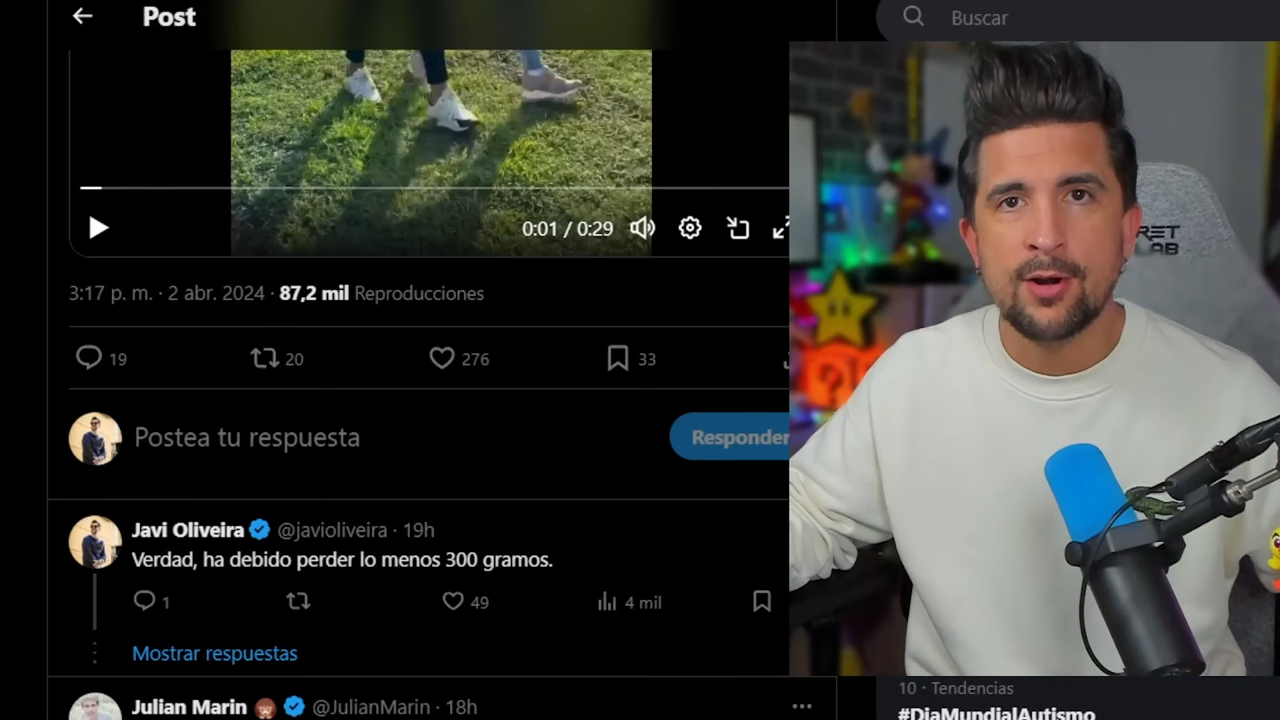 Post
Buscar
0:01 / 0:29
3:17 p. m. · 2 abr. 2024 · 87,2 mil Reproducciones
19
20
276
33
Postea tu respuesta
Responder
Javi Oliveira @javioliveira · 19h
Verdad, ha debido perder lo menos 300 gramos.
1
49
4 mil
Mostrar respuestas
Julian Marin @JulianMarin · 18h
10 · Tendencias
#DiaMundialAutismo